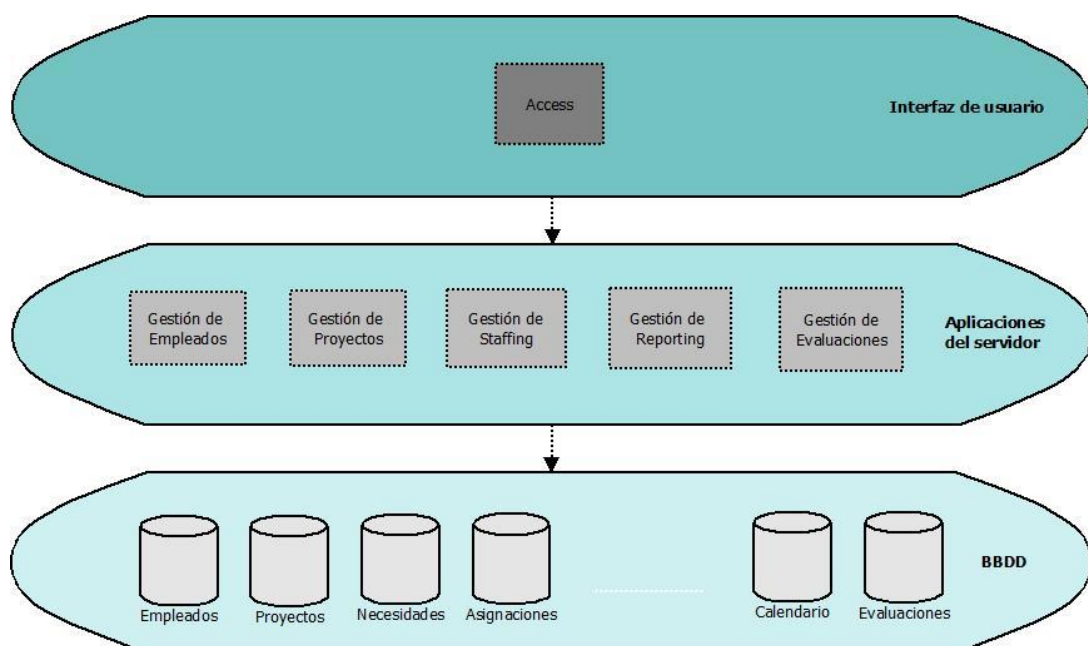 Access
Interfaz de usuario
Gestión de
Empleados
Gestión de
Proyectos
Gestión de
Staffing
Gestión de
Reporting
Gestión de
Evaluaciones
Aplicaciones
del servidor
BBDD
Empleados
Proyectos
Necesidades
Asignaciones
Calendario
Evaluaciones